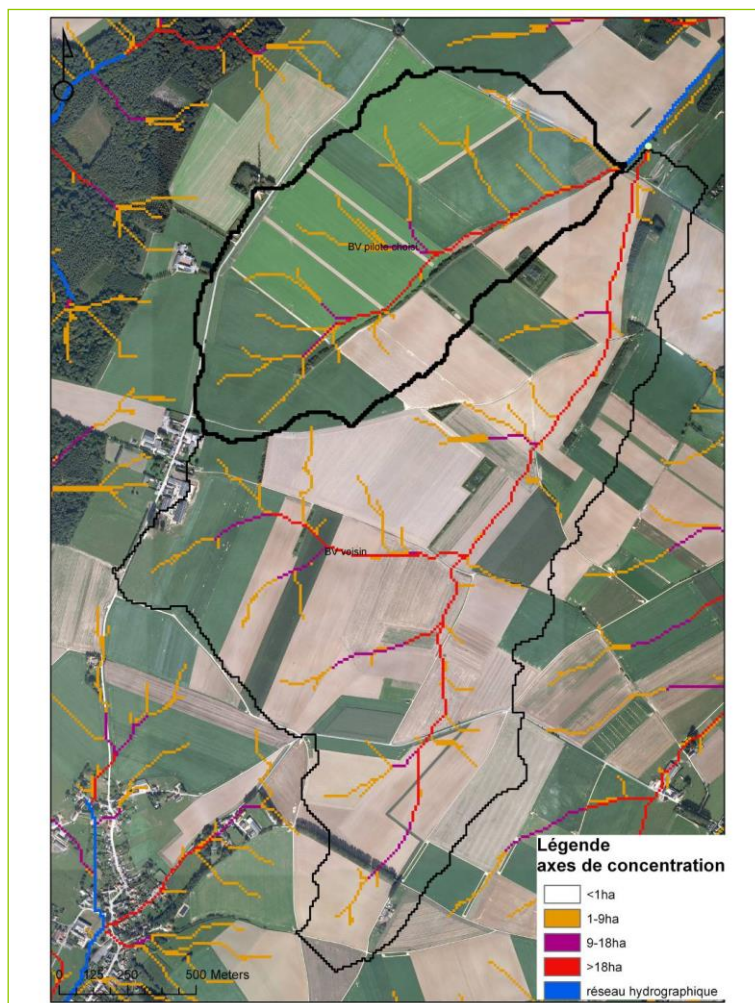 BV pilote choisi
BV voisin
0 125 250 500 Meters
Légende
axes de concentration
<1ha
1-9ha
9-18ha
>18ha
réseau hydrographique